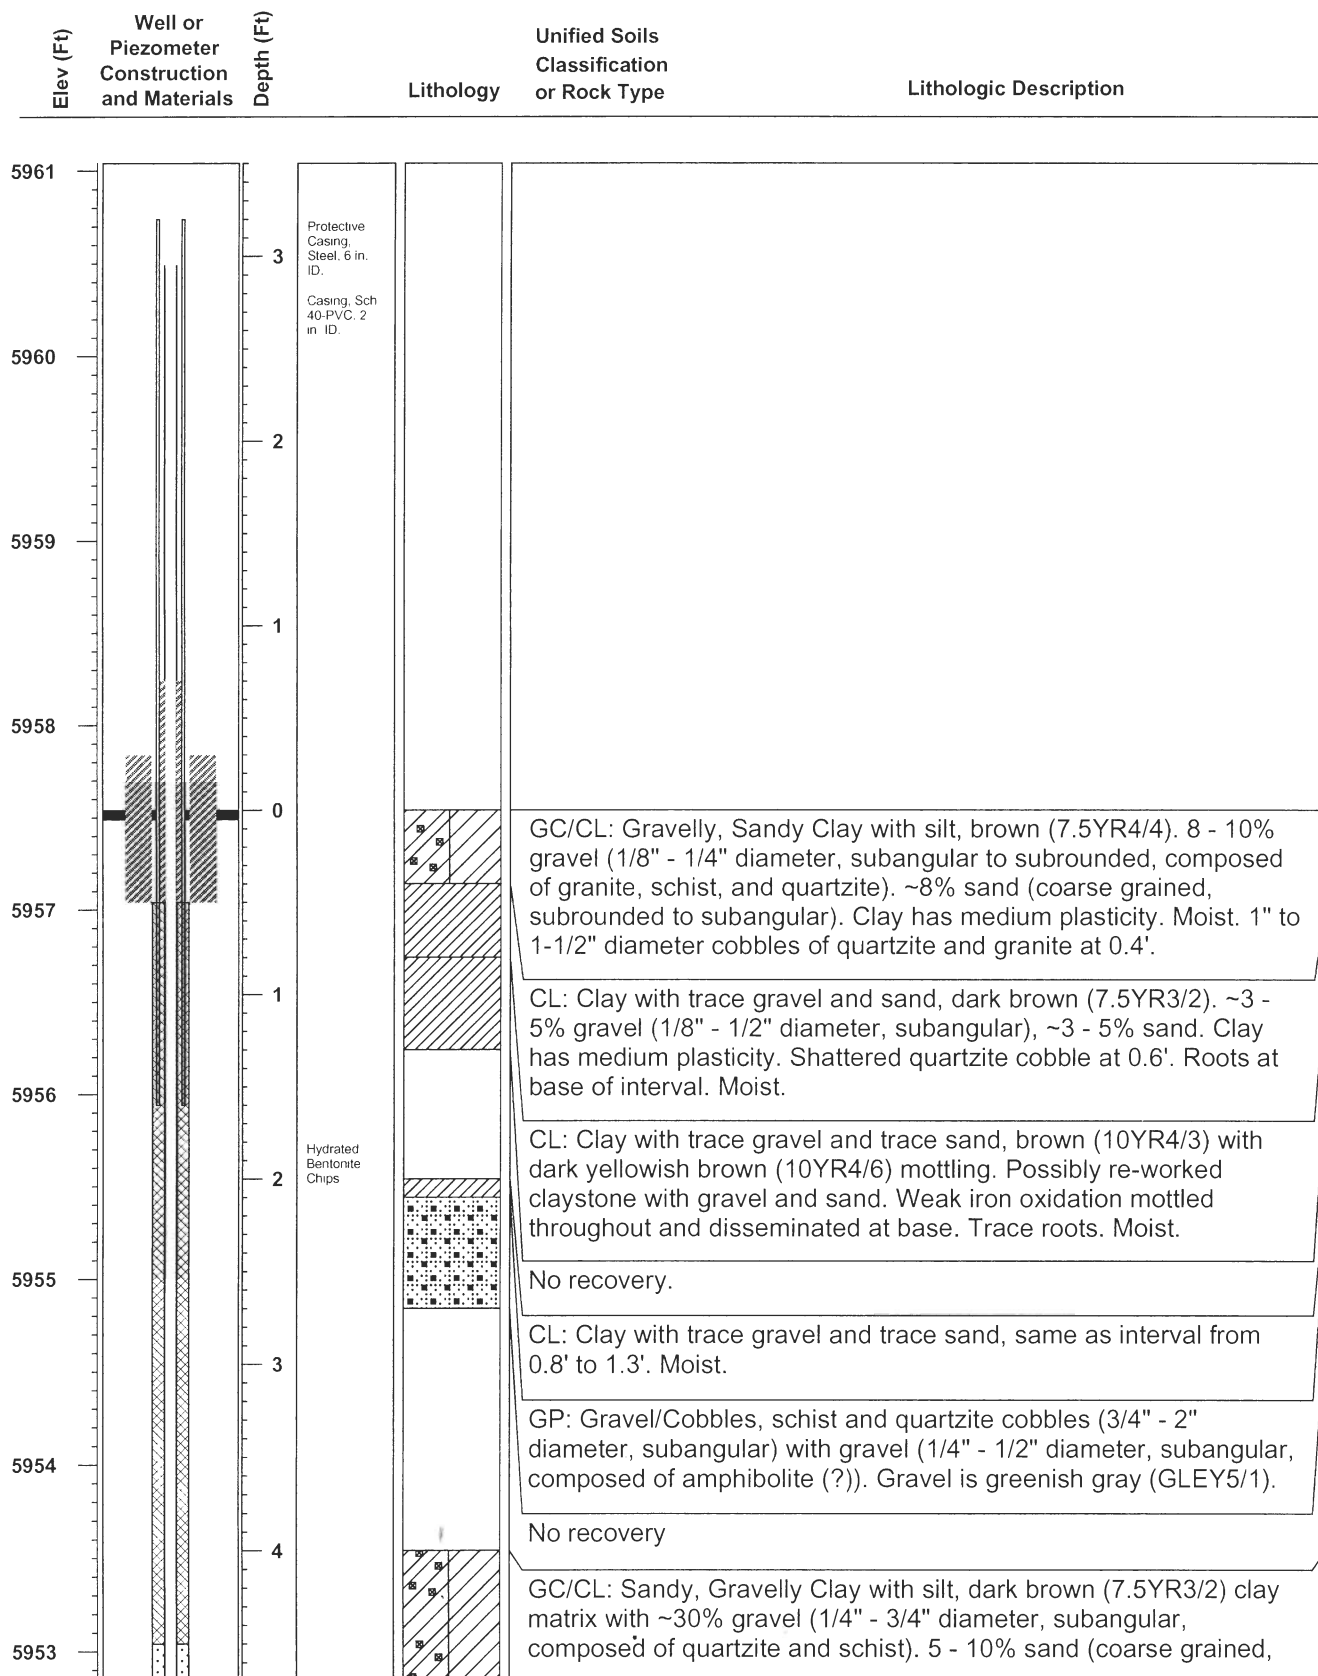 Elev (Ft)
Well or
Piezometer
Construction
and Materials
Depth (Ft)
Lithology
Unified Soils
Classification
or Rock Type
Lithologic Description
5961
5960
5959
5958
5957
5956
5955
5954
5953
3
2
1
0
1
2
3
4
Protective
Casing,
Steel, 6 in.
ID.
Casing, Sch
40-PVC. 2
in ID.
Hydrated
Bentonite
Chips
GC/CL: Gravelly, Sandy Clay with silt, brown (7.5YR4/4). 8 - 10%
gravel (1/8" - 1/4" diameter, subangular to subrounded, composed
of granite, schist, and quartzite). ~8% sand (coarse grained,
subrounded to subangular). Clay has medium plasticity. Moist. 1" to
1-1/2" diameter cobbles of quartzite and granite at 0.4'.
CL: Clay with trace gravel and sand, dark brown (7.5YR3/2). ~3 -
5% gravel (1/8" - 1/2" diameter, subangular), ~3 - 5% sand. Clay
has medium plasticity. Shattered quartzite cobble at 0.6'. Roots at
base of interval. Moist.
CL: Clay with trace gravel and trace sand, brown (10YR4/3) with
dark yellowish brown (10YR4/6) mottling. Possibly re-worked
claystone with gravel and sand. Weak iron oxidation mottled
throughout and disseminated at base. Trace roots. Moist.
No recovery.
CL: Clay with trace gravel and trace sand, same as interval from
0.8' to 1.3'. Moist.
GP: Gravel/Cobbles, schist and quartzite cobbles (3/4" - 2"
diameter, subangular) with gravel (1/4" - 1/2" diameter, subangular,
composed of amphibolite (?)). Gravel is greenish gray (GLEY5/1).
No recovery
GC/CL: Sandy, Gravelly Clay with silt, dark brown (7.5YR3/2) clay
matrix with ~30% gravel (1/4" - 3/4" diameter, subangular,
composed of quartzite and schist). 5 - 10% sand (coarse grained,